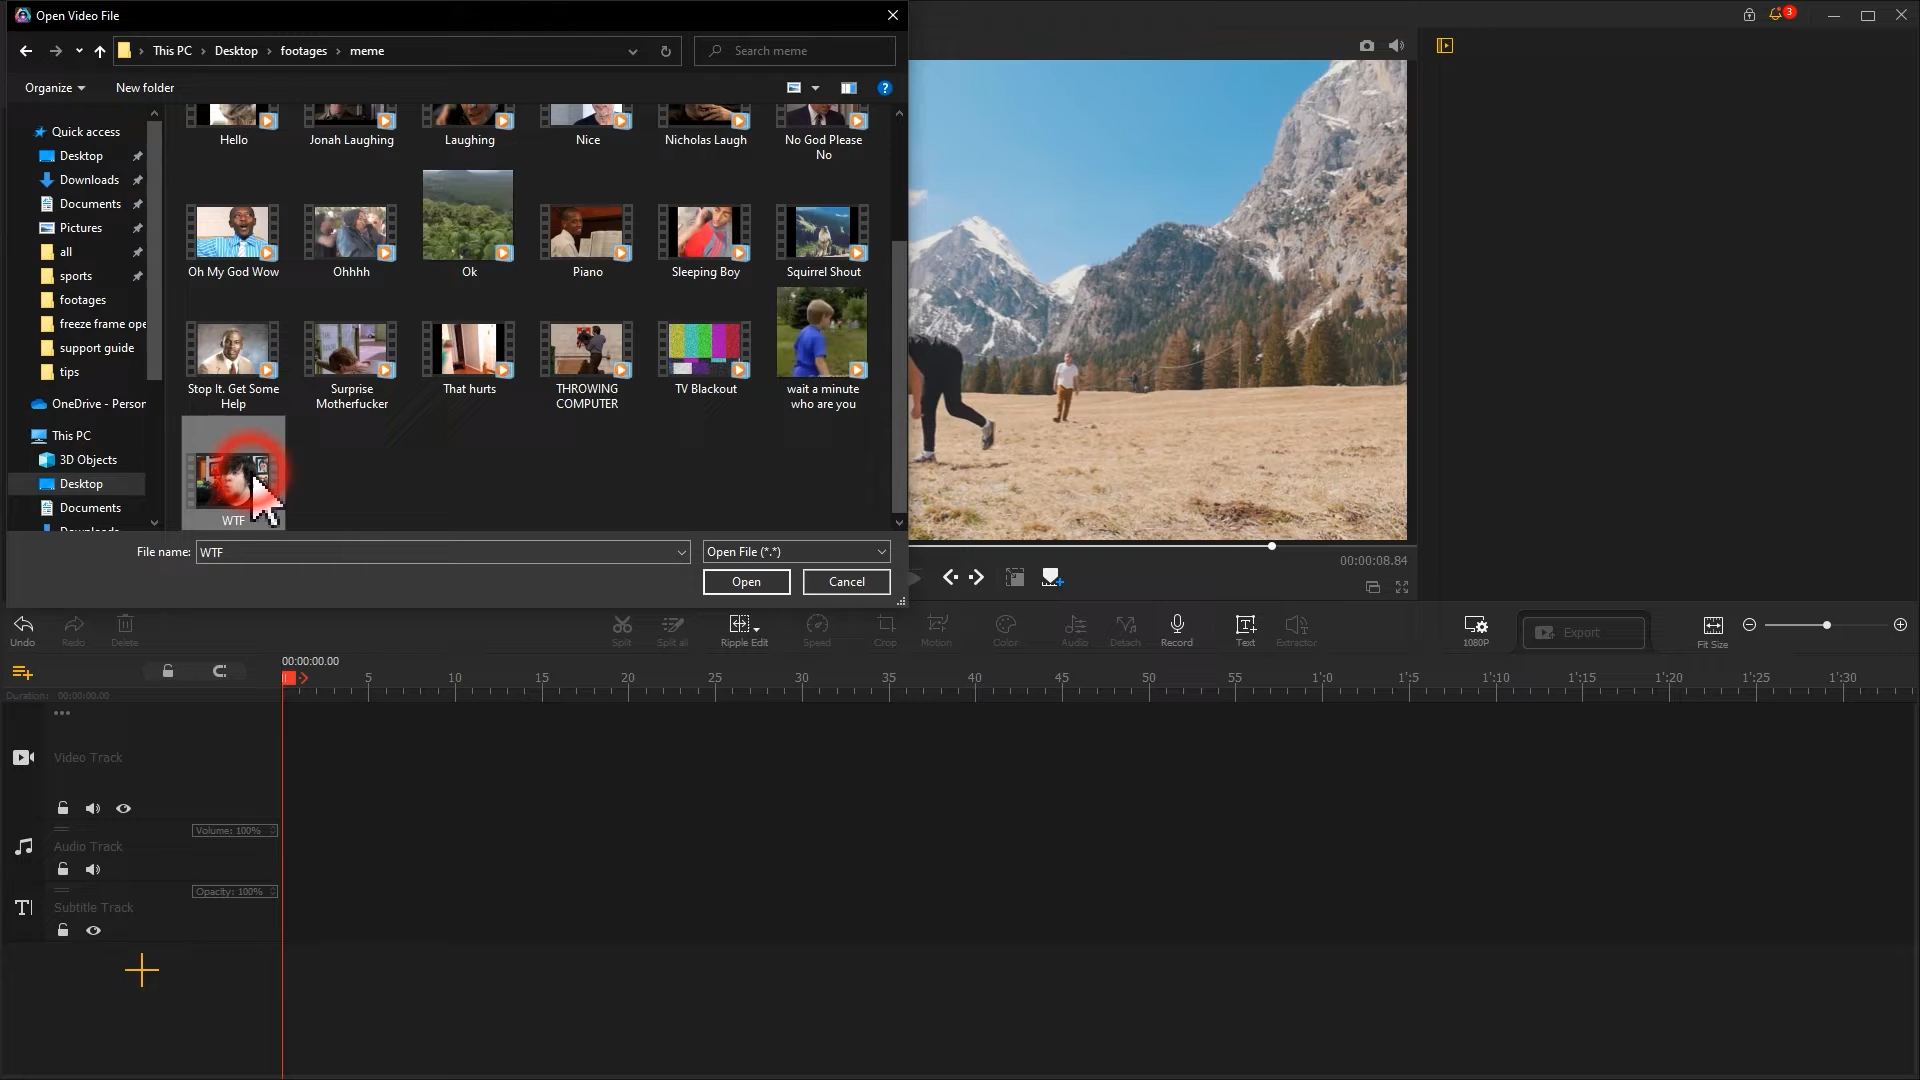 Open Video File
3
This PC
Desktop
footages
meme
Search meme
Organize
New folder
Quick access
Desktop
Downloads
Documents
Pictures
all
sports
footages
freeze frame ope
support guide
tips
OneDrive - Person
This PC
3D Objects
Desktop
Documents
Hello
Jonah Laughing
Laughing
Nice
Nicholas Laugh
No God Please
No
Oh My God Wow
Ohhhh
Ok
Piano
Sleeping Boy
Squirrel Shout
Stop It. Get Some
Help
Surprise
Motherfucker
That hurts
THROWING
COMPUTER
TV Blackout
wait a minute
who are you
WTF
File name:
WTF
Open File (*.*)
Open
Cancel
00:00:08.84
Undo
Redo
Delete
Split
Split all
Ripple Edit
Speed
Crop
Motion
Color
Audio
Detach
Record
Text
Extractor
1080P
Export
Fit Size
00:00:00.00
5
10
15
20
25
30
35
40
45
50
55
1':0
1':5
1':10
1':15
1':20
1':25
1':30
Duration: 00:00:00.00
Video Track
Volume: 100%
Audio Track
Opacity: 100%
Subtitle Track